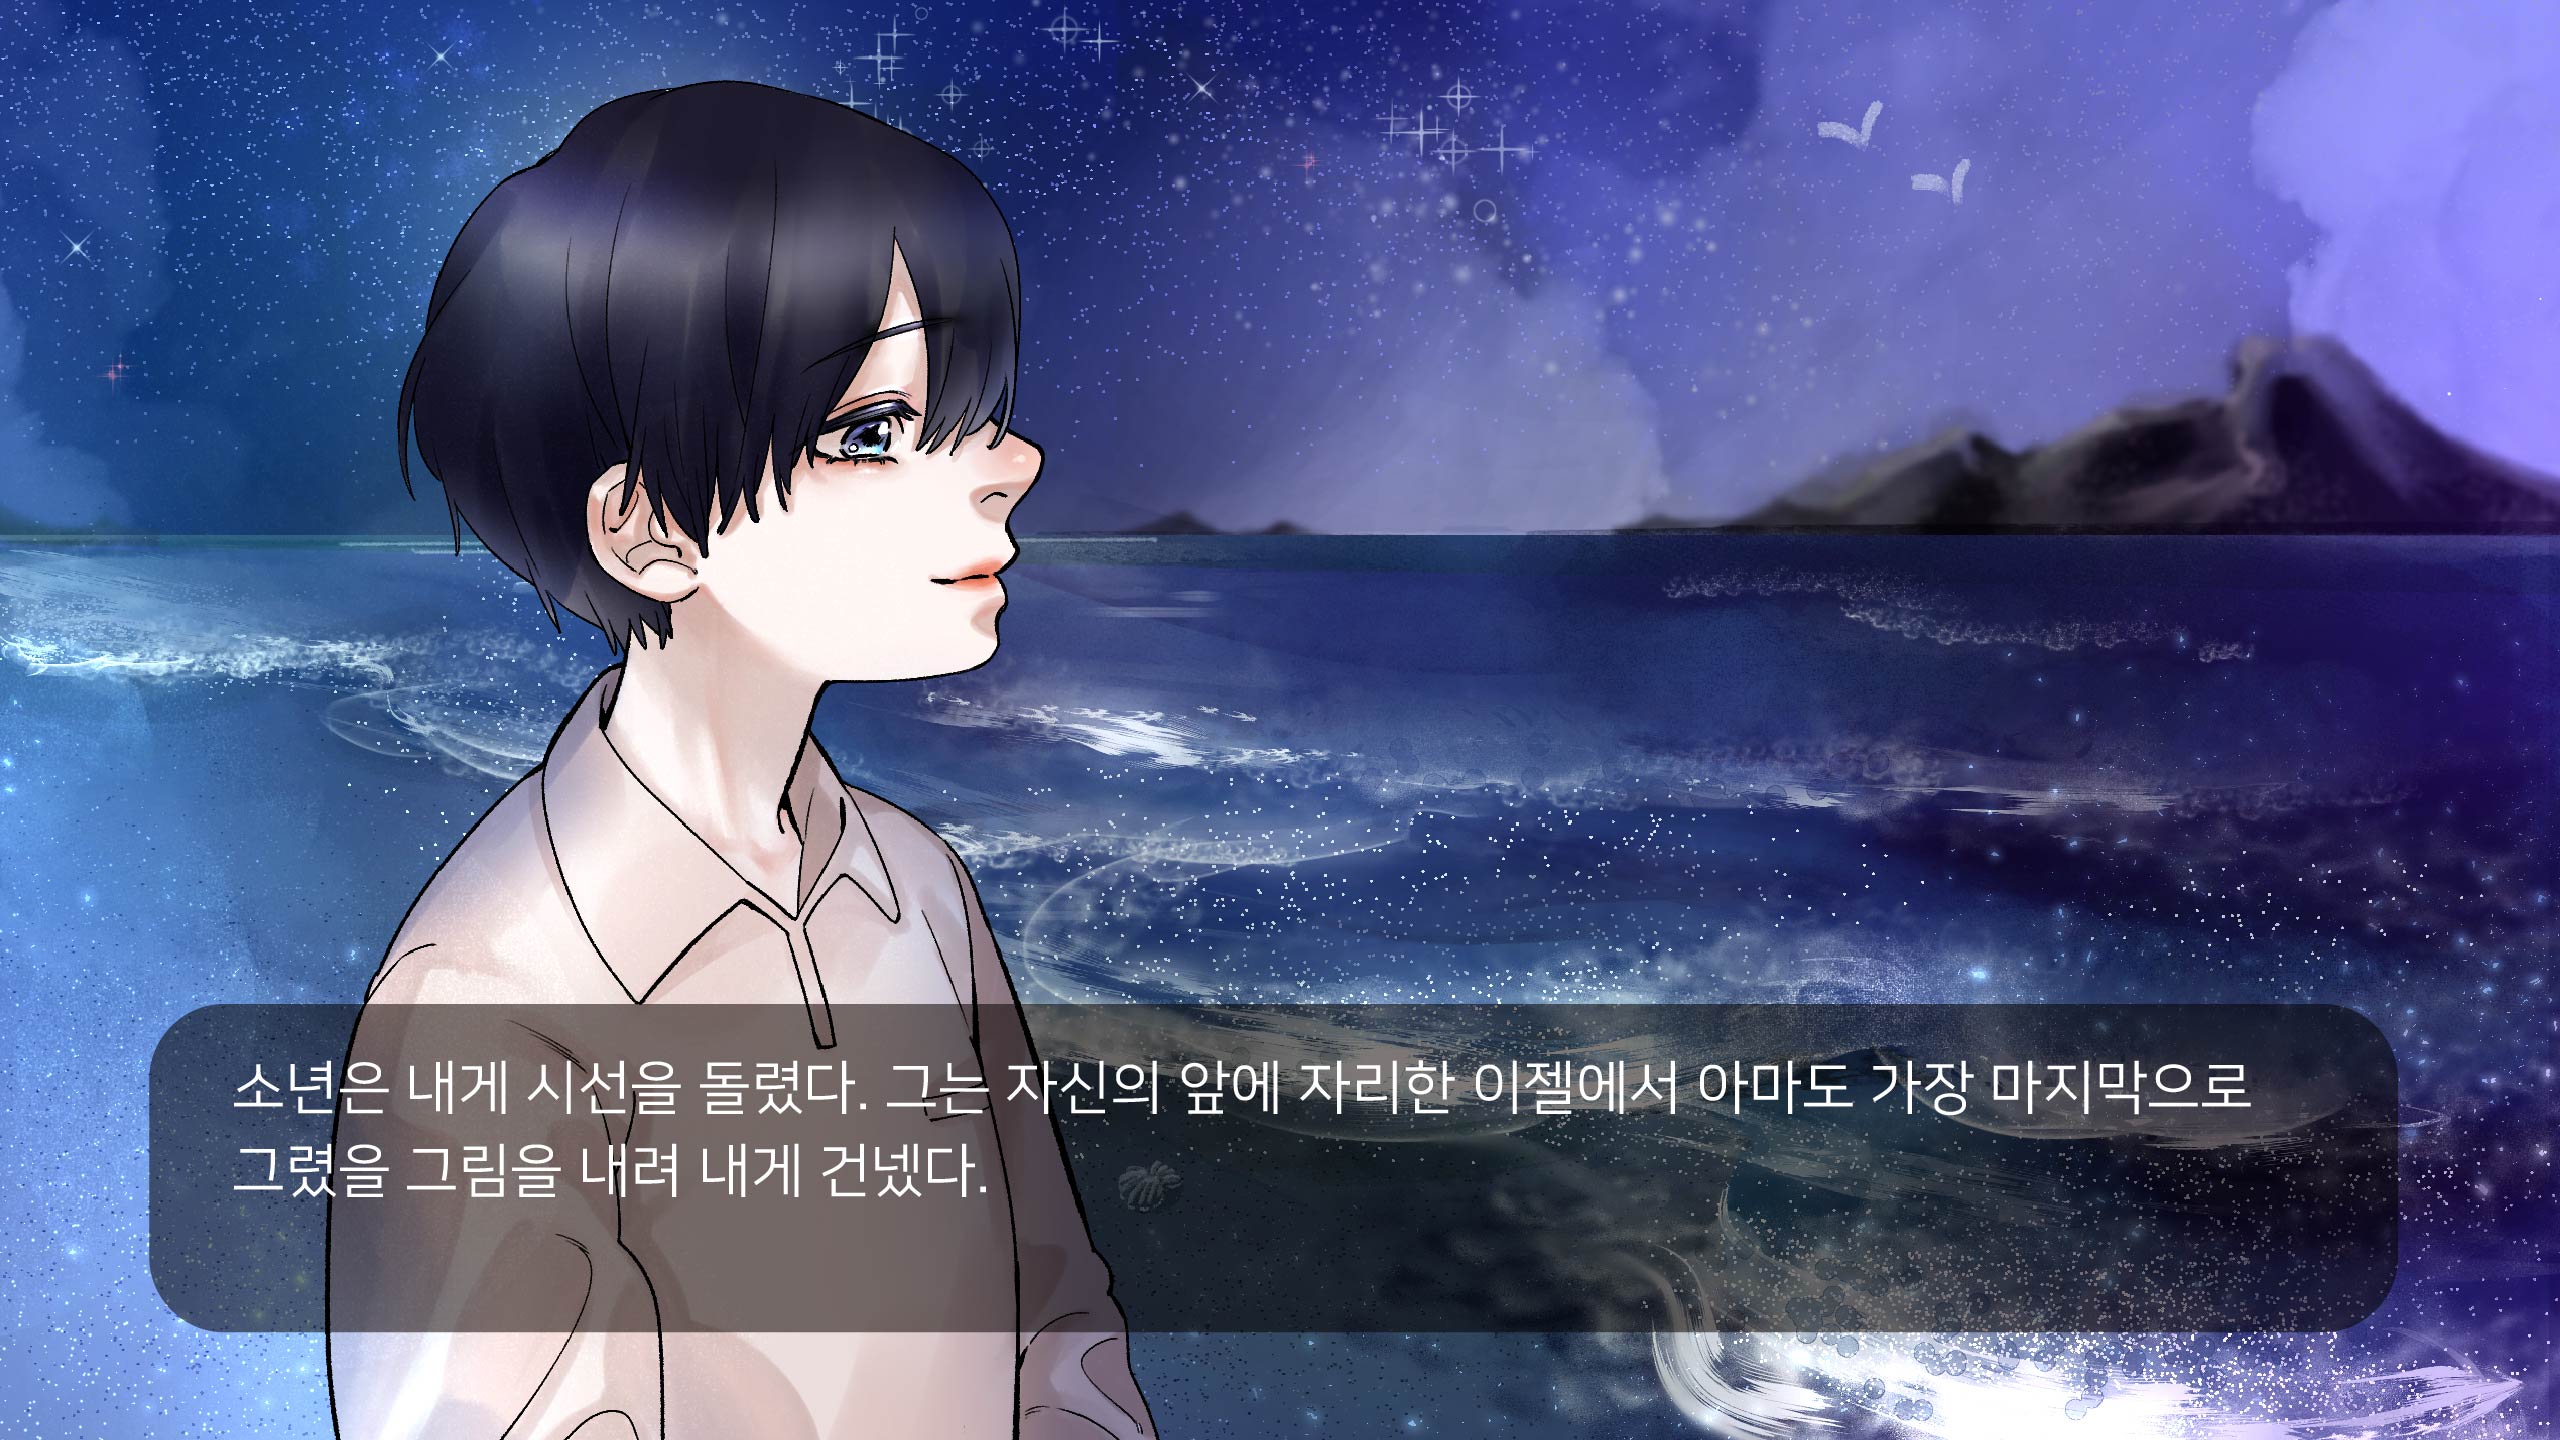 소년은 내게 시선을 돌렸다. 그는 자신의 앞에 자리한 이젤에서 아마도 가장 마지막으로
그렸을 그림을 내려 내게 건넸다.